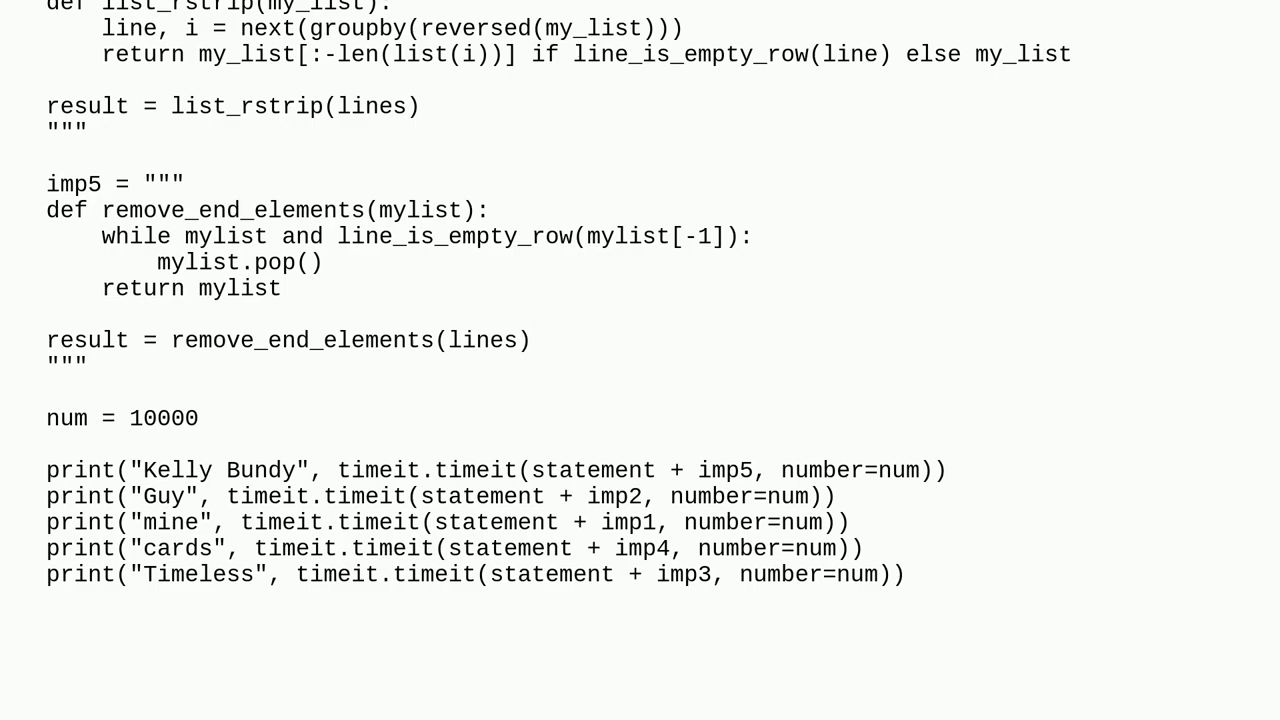 def list_rstrip(my_list):
    line, i = next(groupby(reversed(my_list)))
    return my_list[:-len(list(i))] if line_is_empty_row(line) else my_list

result = list_rstrip(lines)
"""

imp5 = """
def remove_end_elements(mylist):
    while mylist and line_is_empty_row(mylist[-1]):
        mylist.pop()
    return mylist

result = remove_end_elements(lines)
"""

num = 10000

print("Kelly Bundy", timeit.timeit(statement + imp5, number=num))
print("Guy", timeit.timeit(statement + imp2, number=num))
print("mine", timeit.timeit(statement + imp1, number=num))
print("cards", timeit.timeit(statement + imp4, number=num))
print("Timeless", timeit.timeit(statement + imp3, number=num))